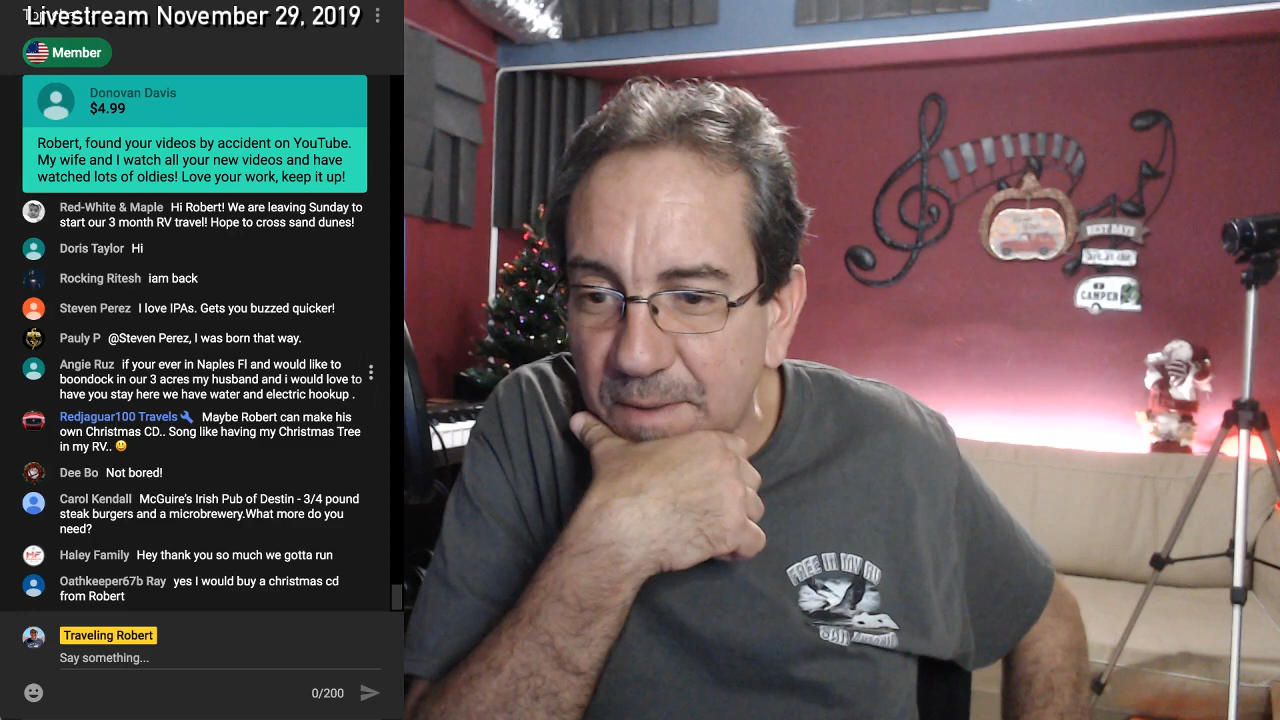 Livestream November 29, 2019
Member
Donovan Davis
$4.99
Robert, found your videos by accident on YouTube.
My wife and I watch all your new videos and have
watched lots of oldies! Love your work, keep it up!
Red-White & Maple Hi Robert! We are leaving Sunday to
start our 3 month RV travel! Hope to cross sand dunes!
Doris Taylor Hi
Rocking Ritesh iam back
Steven Perez I love IPAs. Gets you buzzed quicker!
Pauly P @Steven Perez, I was born that way.
Angie Ruz if your ever in Naples Fl and would like to
boondock in our 3 acres my husband and i would love to
have you stay here we have water and electric hookup .
Redjaguar100 Travels Maybe Robert can make his
own Christmas CD.. Song like having my Christmas Tree
in my RV.. 😀
Dee Bo Not bored!
Carol Kendall McGuire's Irish Pub of Destin - 3/4 pound
steak burgers and a microbrewery.What more do you
need?
Haley Family Hey thank you so much we gotta run
Oathkeeper67b Ray yes I would buy a christmas cd
from Robert
Traveling Robert
Say something...
0/200
BEST DAYS
CAMPER
FREE IN MY RV